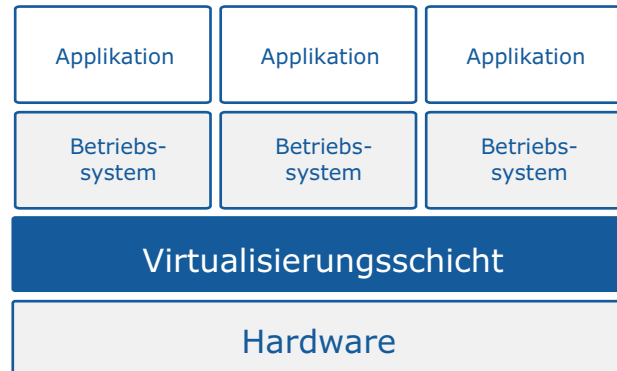 Applikation Applikation Applikation
Betriebs- Betriebs- Betriebs-
system system system
Virtualisierungsschicht
Hardware